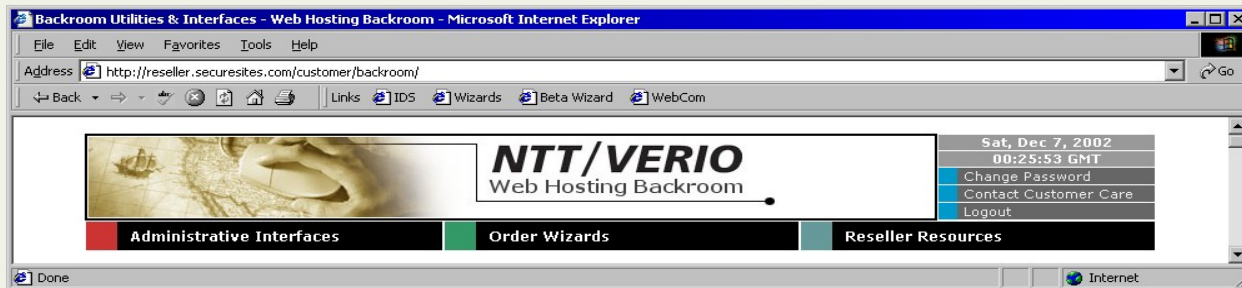 Backroom Utilities & Interfaces - Web Hosting Backroom - Microsoft Internet Explorer
File Edit View Favorites Tools Help
Address http://reseller.securesites.com/customer/backroom/ Go
Back Links IDS Wizards Beta Wizard WebCom
Sat, Dec 7, 2002
00:25:53 GMT
NTT/VERIO
Web Hosting Backroom
Change Password
Contact Customer Care
Logout
Administrative Interfaces Order Wizards Reseller Resources
Done Internet